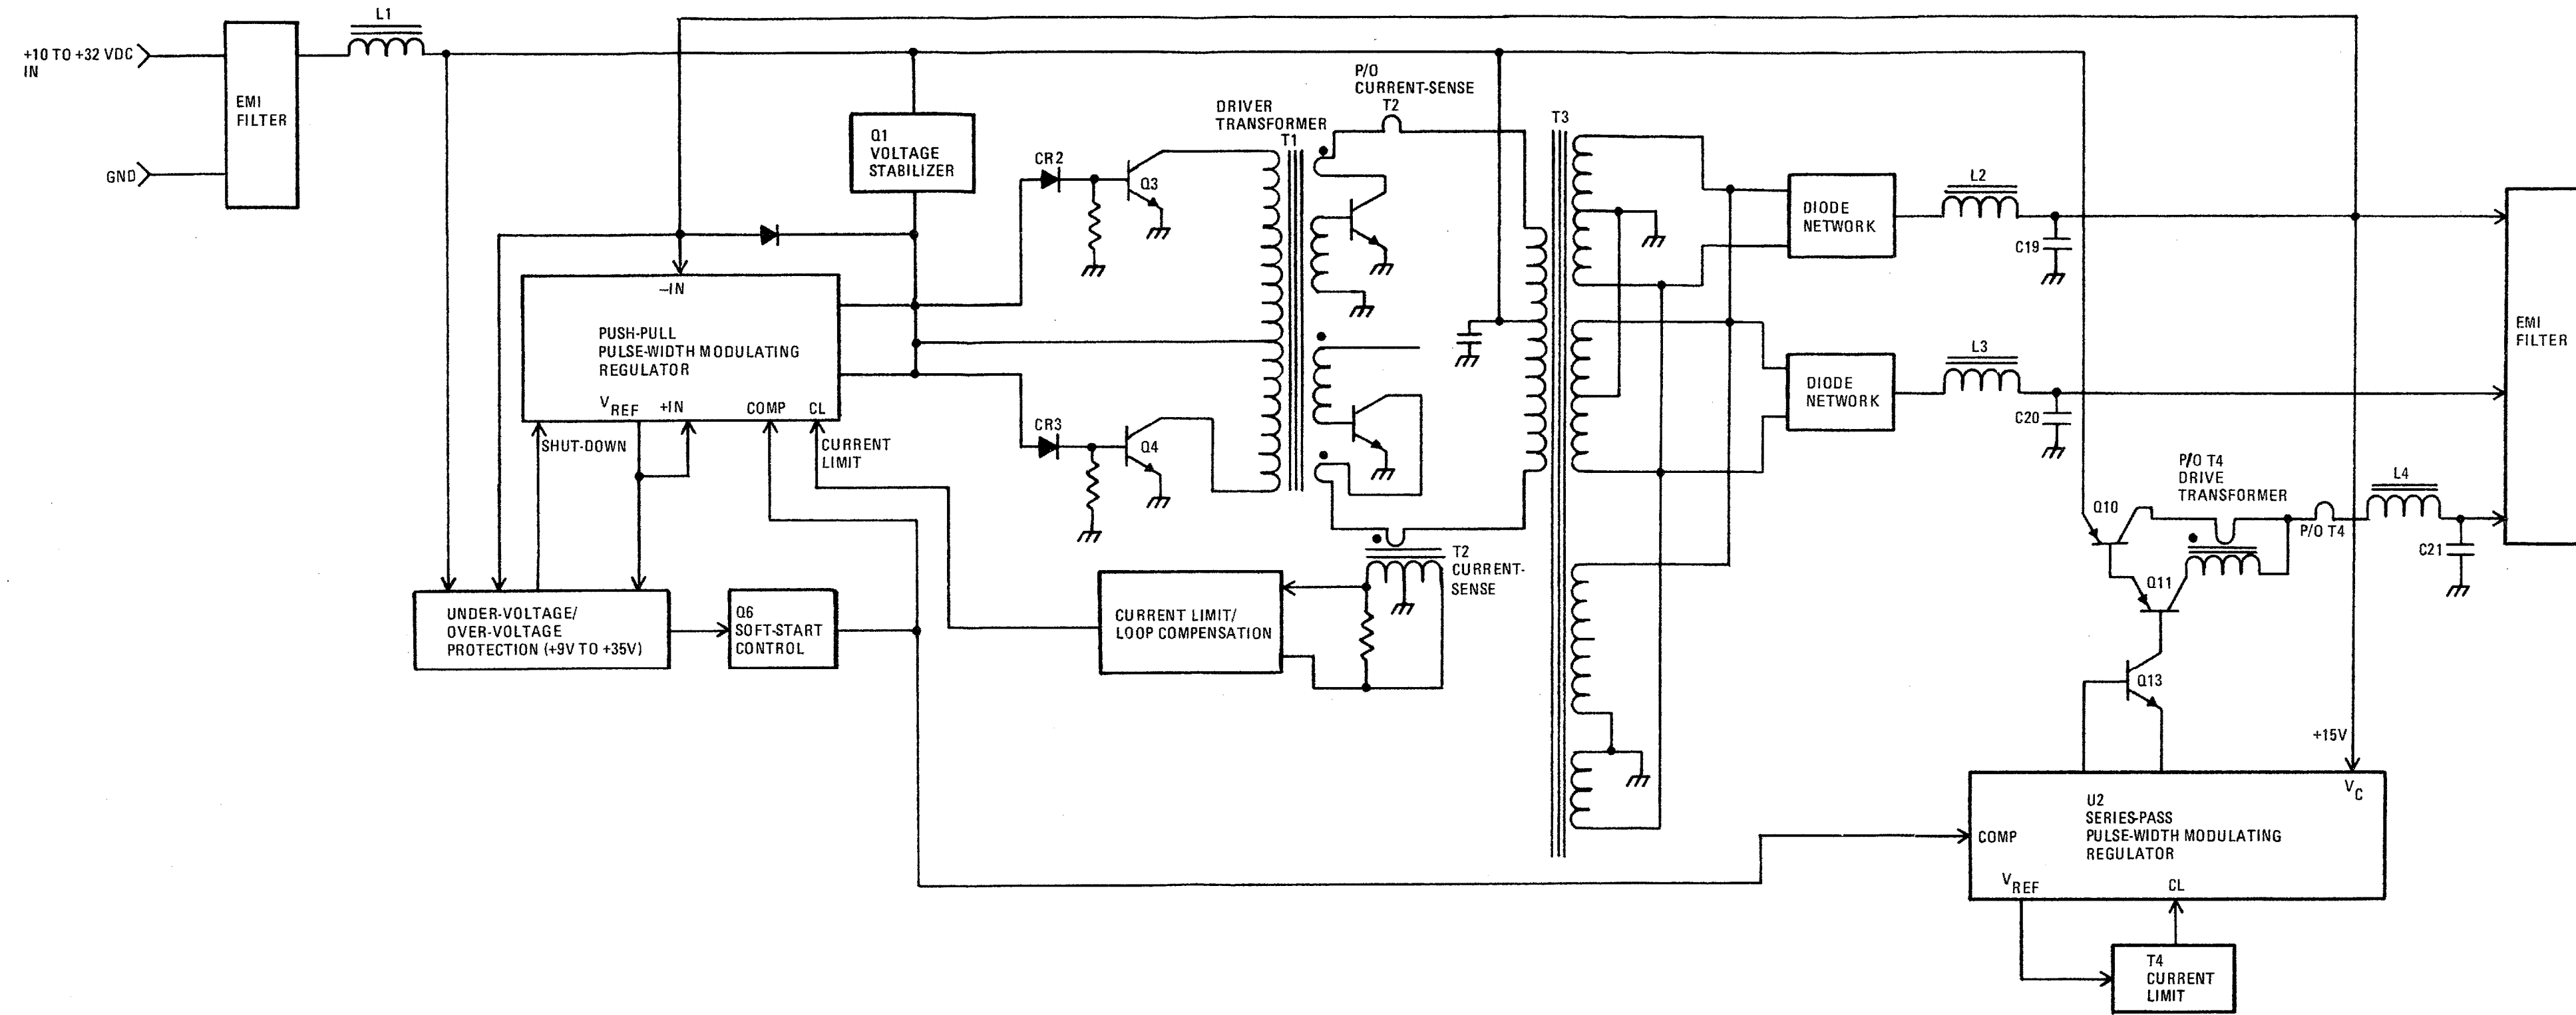 L1
+10 TO +32 VDC
IN
EMI
FILTER
GND
P/O
CURRENT-SENSE
T2
DRIVER
TRANSFORMER
T1
T3
Q1
VOLTAGE
STABILIZER
CR2
Q3
DIODE
NETWORK
L2
C19
–IN
PUSH-PULL
PULSE-WIDTH MODULATING
REGULATOR
VREF
+IN
COMP
CL
EMI
FILTER
L3
DIODE
NETWORK
C20
SHUT-DOWN
CURRENT
LIMIT
CR3
Q4
P/O T4
DRIVE
TRANSFORMER
L4
Q10
P/O T4
C21
T2
CURRENT-
SENSE
Q11
UNDER-VOLTAGE/
OVER-VOLTAGE
PROTECTION (+9V TO +35V)
Q6
SOFT-START
CONTROL
CURRENT LIMIT/
LOOP COMPENSATION
Q13
+15V
VC
U2
SERIES-PASS
PULSE-WIDTH MODULATING
REGULATOR
COMP
VREF
CL
T4
CURRENT
LIMIT